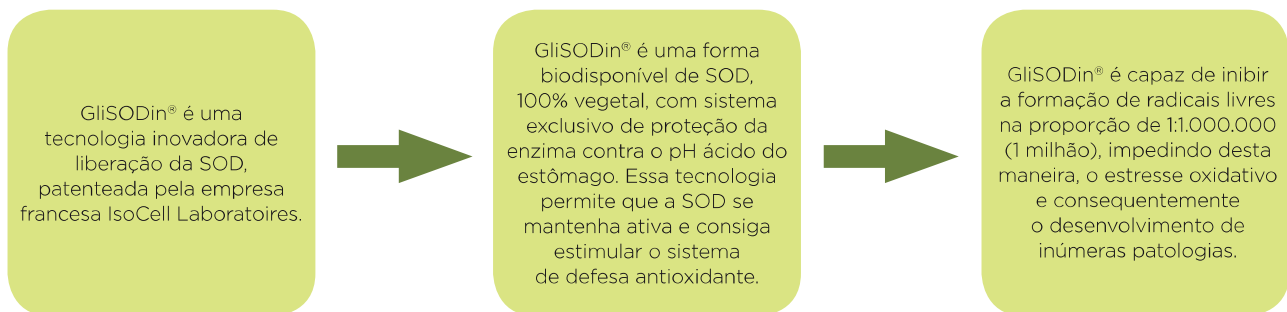 GliSODin® é uma
tecnologia inovadora de
liberação da SOD,
patenteada pela empresa
francesa IsoCell Laboratoires.
GliSODin® é uma forma
biodisponível de SOD,
100% vegetal, com sistema
exclusivo de proteção da
enzima contra o pH ácido do
estômago. Essa tecnologia
permite que a SOD se
mantenha ativa e consiga
estimular o sistema
de defesa antioxidante.
GliSODin® é capaz de inibir
a formação de radicais livres
na proporção de 1:1.000.000
(1 milhão), impedindo desta
maneira, o estresse oxidativo
e consequentemente
o desenvolvimento de
inúmeras patologias.